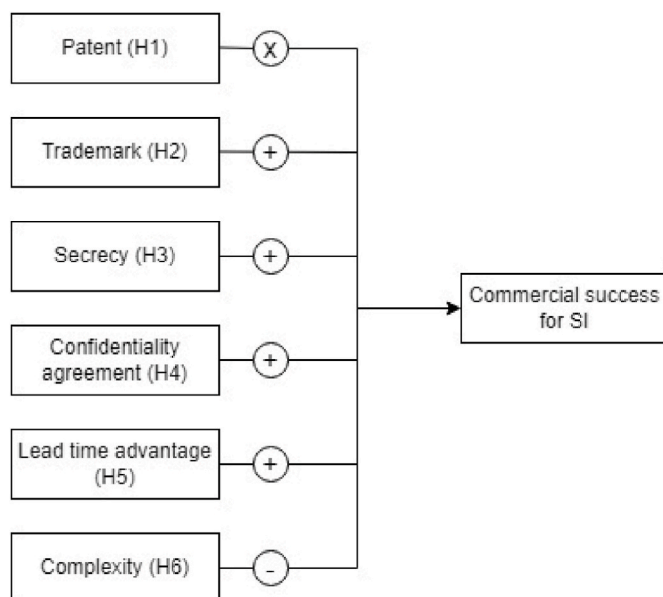 Patent (H1)
X
Trademark (H2)
+
Secrecy (H3)
+
Commercial success
for SI
Confidentiality
agreement (H4)
+
Lead time advantage
(H5)
+
Complexity (H6)
-